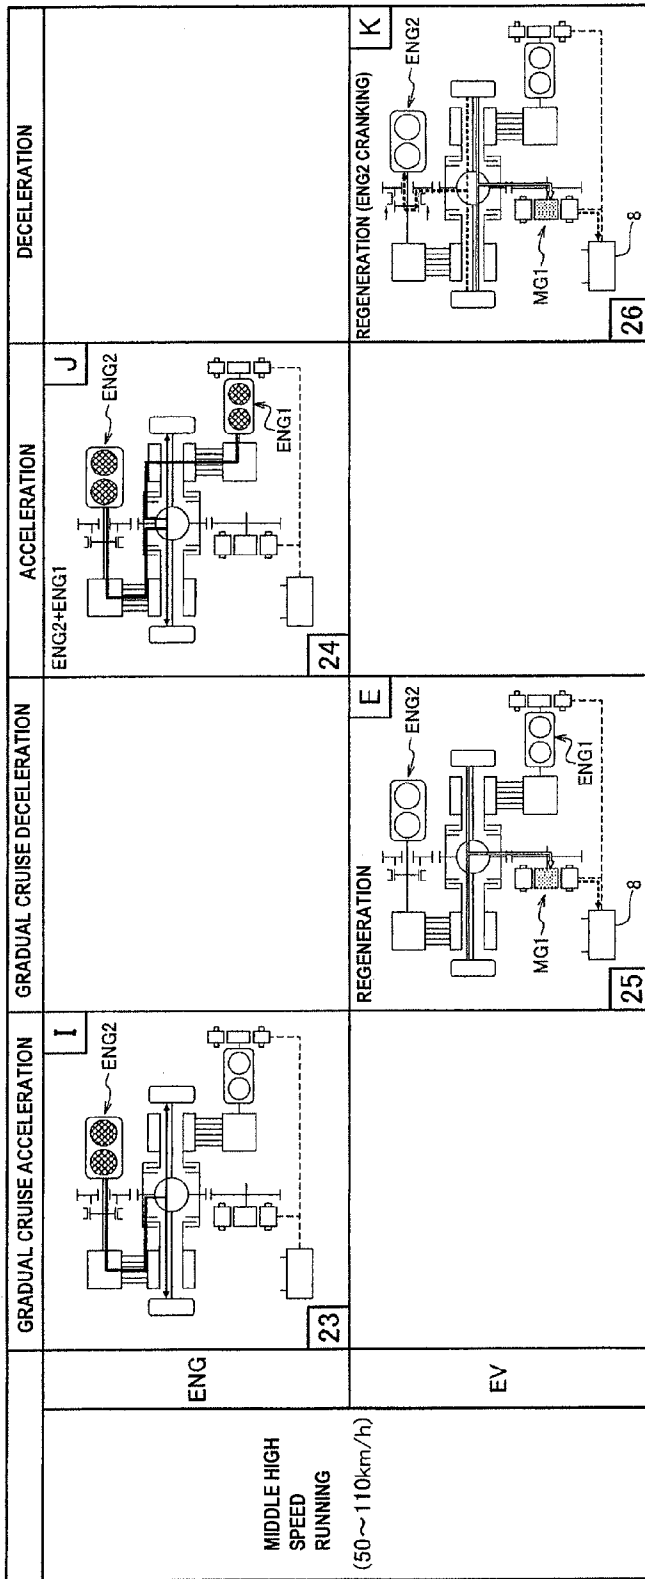 GRADUAL CRUISE ACCELERATION
GRADUAL CRUISE DECELERATION
ACCELERATION
DECELERATION
MIDDLE HIGH
SPEED
RUNNING
(50~110km/h)
ENG
I
ENG2
23
ENG2+ENG1
J
ENG2
ENG1
24
EV
REGENERATION
E
ENG2
ENG1
MG1
8
25
REGENERATION (ENG2 CRANKING)
K
ENG2
MG1
8
26